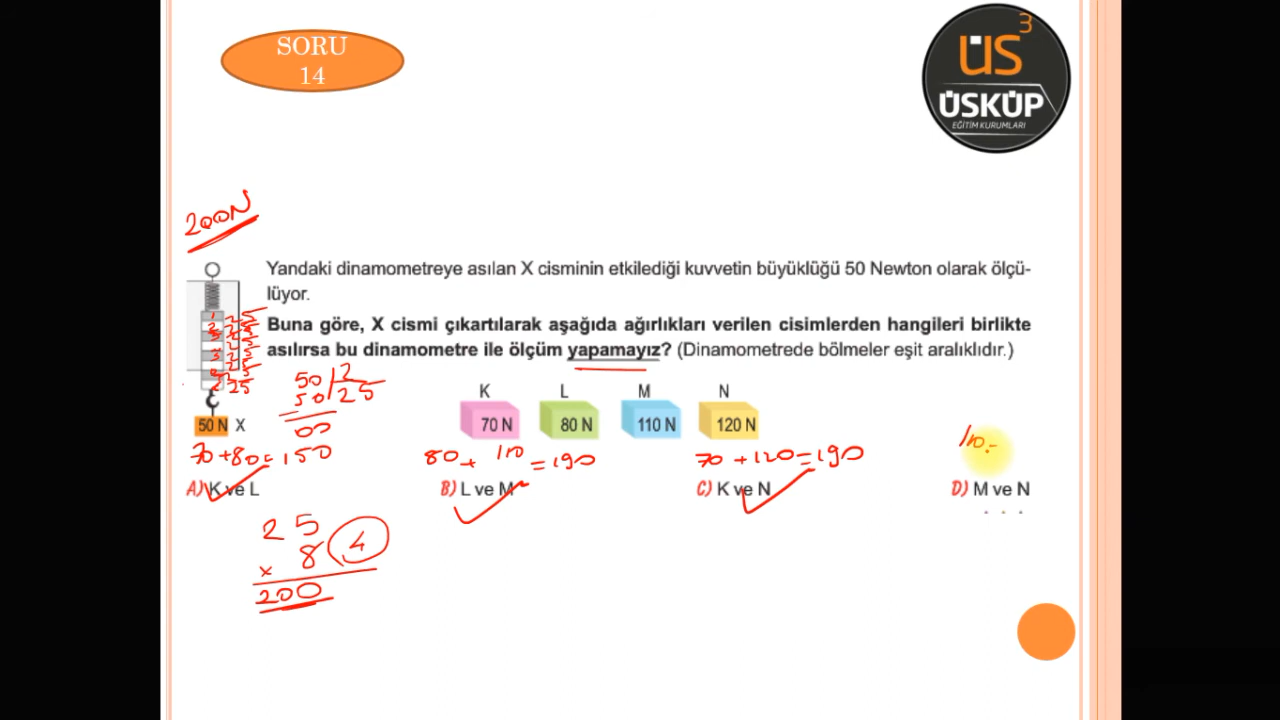 SORU
14
ÜS3
ÜSKÜP
EĞİTİM KURUMLARI
200N
Yandaki dinamometreye asılan X cisminin etkilediği kuvvetin büyüklüğü 50 Newton olarak ölçü-
lüyor.
Buna göre, X cismi çıkartılarak aşağıda ağırlıkları verilen cisimlerden hangileri birlikte
asılırsa bu dinamometre ile ölçüm yapamayız? (Dinamometrede bölmeler eşit aralıklıdır.)
50 2
50 25
00
K L M N
50 N X 70 N 80 N 110 N 120 N
70+80=150 80+110=190 70+120=190 110
A) K ve L B) L ve M C) K ve N D) M ve N
25
x 8 4
200